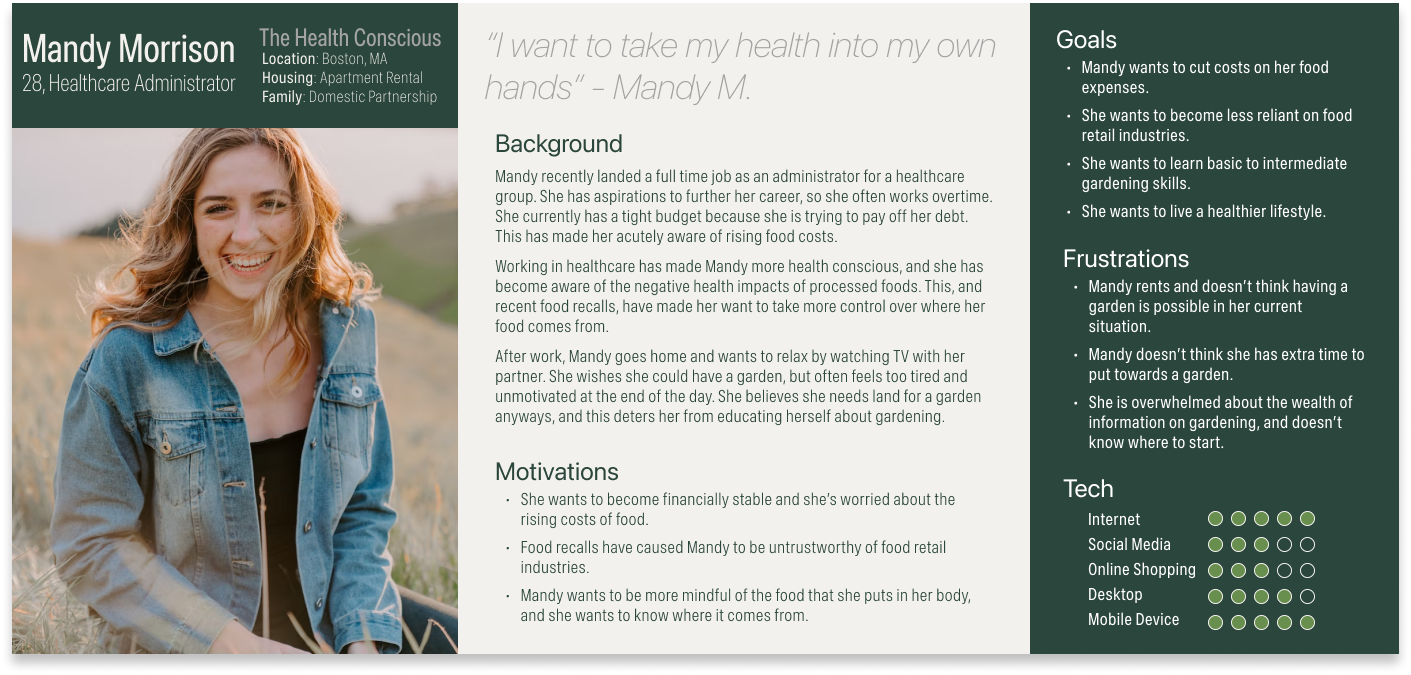 Mandy Morrison
28, Healthcare Administrator
The Health Conscious
Location: Boston, MA
Housing: Apartment Rental
Family: Domestic Partnership
“I want to take my health into my own
hands” - Mandy M.
Background
Mandy recently landed a full time job as an administrator for a healthcare
group. She has aspirations to further her career, so she often works overtime.
She currently has a tight budget because she is trying to pay off her debt.
This has made her acutely aware of rising food costs.
Working in healthcare has made Mandy more health conscious, and she has
become aware of the negative health impacts of processed foods. This, and
recent food recalls, have made her want to take more control over where her
food comes from.
After work, Mandy goes home and wants to relax by watching TV with her
partner. She wishes she could have a garden, but often feels too tired and
unmotivated at the end of the day. She believes she needs land for a garden
anyways, and this deters her from educating herself about gardening.
Motivations
• She wants to become financially stable and she’s worried about the
rising costs of food.
• Food recalls have caused Mandy to be untrustworthy of food retail
industries.
• Mandy wants to be more mindful of the food that she puts in her body,
and she wants to know where it comes from.
Goals
• Mandy wants to cut costs on her food
expenses.
• She wants to become less reliant on food
retail industries.
• She wants to learn basic to intermediate
gardening skills.
• She wants to live a healthier lifestyle.
Frustrations
• Mandy rents and doesn’t think having a
garden is possible in her current
situation.
• Mandy doesn’t think she has extra time to
put towards a garden.
• She is overwhelmed about the wealth of
information on gardening, and doesn’t
know where to start.
Tech
Internet
Social Media
Online Shopping
Desktop
Mobile Device